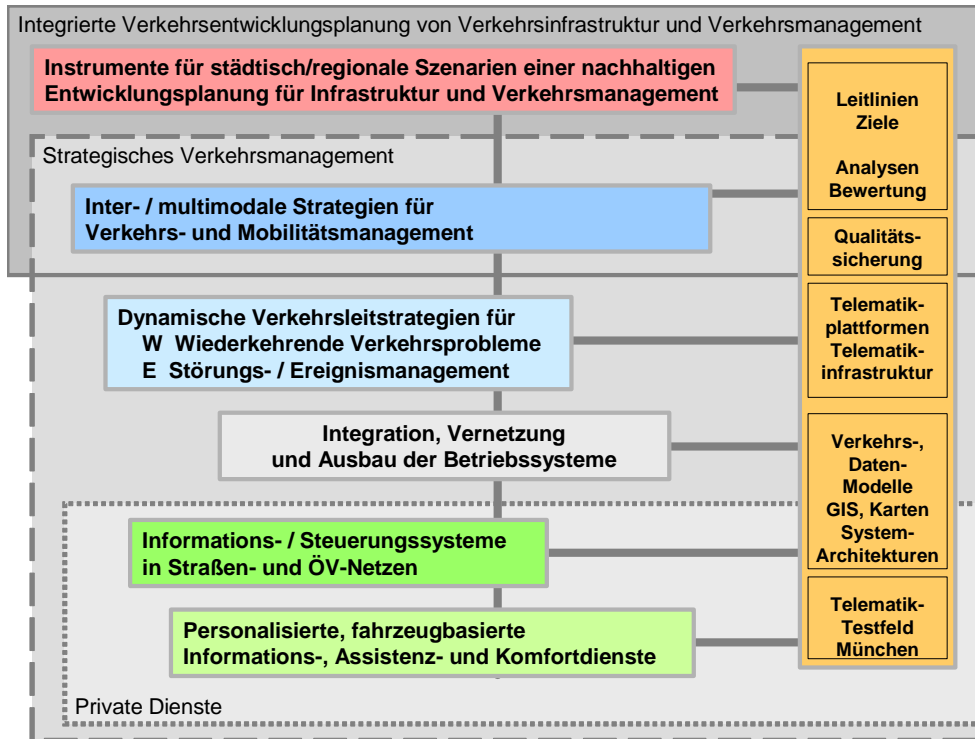 Integrierte Verkehrsentwicklungsplanung von Verkehrsinfrastruktur und Verkehrsmanagement
Instrumente für städtisch/regionale Szenarien einer nachhaltigen
Entwicklungsplanung für Infrastruktur und Verkehrsmanagement
Strategisches Verkehrsmanagement
Inter- / multimodale Strategien für
Verkehrs- und Mobilitätsmanagement
Dynamische Verkehrsleitstrategien für
W Wiederkehrende Verkehrsprobleme
E Störungs- / Ereignismanagement
Integration, Vernetzung
und Ausbau der Betriebssysteme
Informations- / Steuerungssysteme
in Straßen- und ÖV-Netzen
Personalisierte, fahrzeugbasierte
Informations-, Assistenz- und Komfortdienste
Private Dienste
Leitlinien
Ziele
Analysen
Bewertung
Qualitäts-
sicherung
Telematik-
plattformen
Telematik-
infrastruktur
Verkehrs-,
Daten-
Modelle
GIS, Karten
System-
Architekturen
Telematik-
Testfeld
München